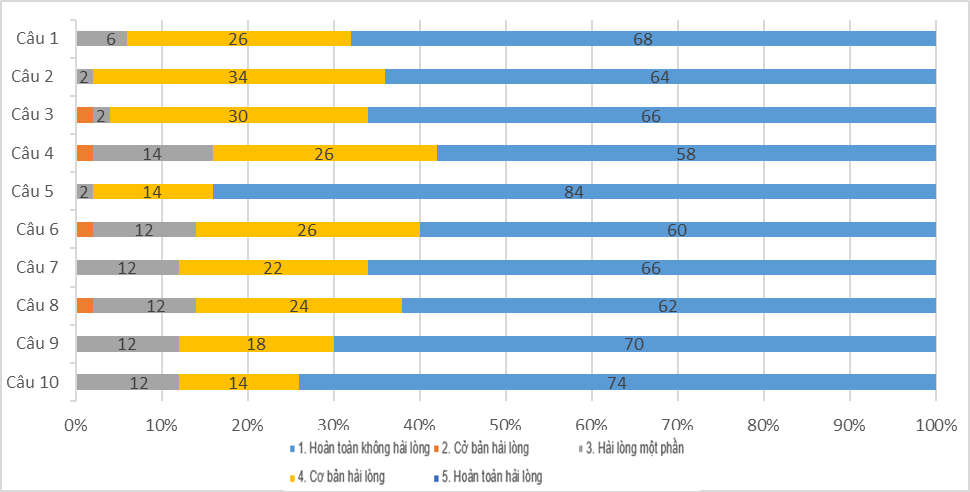 Câu 1 6 26 68
Câu 2 2 34 64
Câu 3 2 30 66
Câu 4 14 26 58
Câu 5 2 14 84
Câu 6 12 26 60
Câu 7 12 22 66
Câu 8 12 24 62
Câu 9 12 18 70
Câu 10 12 14 74
0% 10% 20% 30% 40% 50% 60% 70% 80% 90% 100%
1. Hoàn toàn không hài lòng 2. Cở bản hài lòng 3. Hài lòng một phần
4. Cơ bản hài lòng 5. Hoàn toàn hài lòng